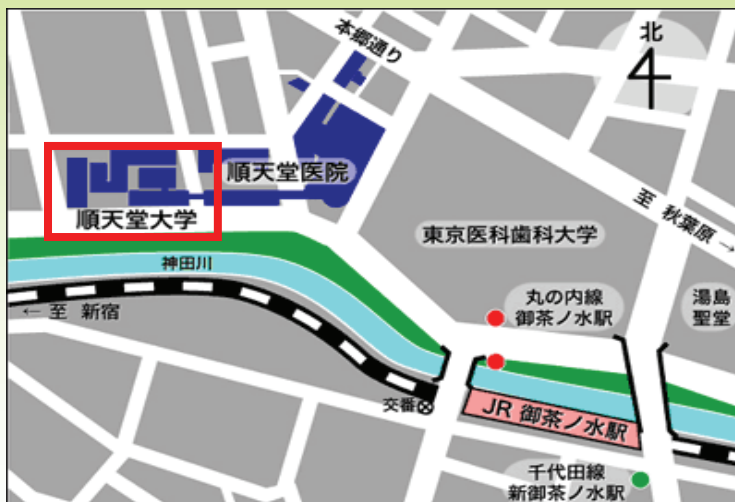 本郷通り
北
順天堂医院
至 秋葉原→
順天堂大学
東京医科歯科大学
神田川
← 至 新宿
丸の内線
御茶ノ水駅
湯島
聖堂
交番
JR 御茶ノ水駅
千代田線
新御茶ノ水駅